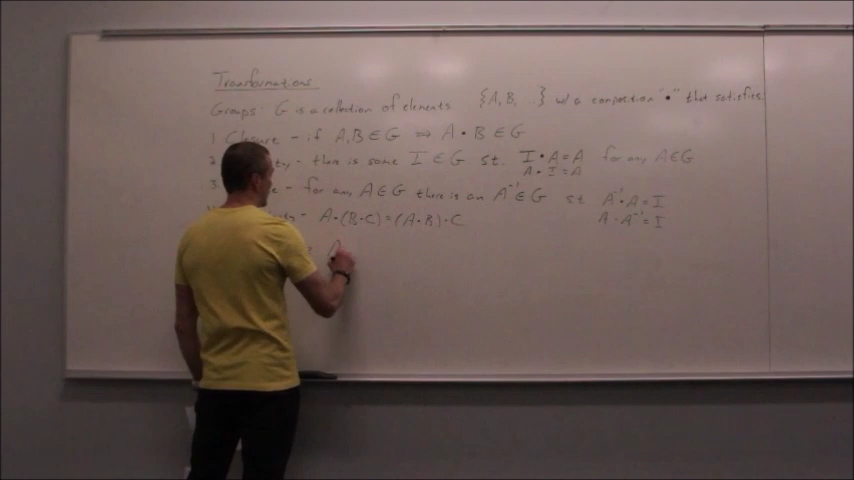 Transformations
Groups: G is a collection of elements {A, B, ...} w/ a composition "•" that satisfies:
1 Closure - if A, B ∈ G ⇒ A • B ∈ G
2 - there is some I ∈ G st. I • A = A for any A ∈ G
A • I = A
3 - for any A ∈ G there is an A⁻¹ ∈ G st A⁻¹ • A = I
A • A⁻¹ = I
- A • (B • C) = (A • B) • C